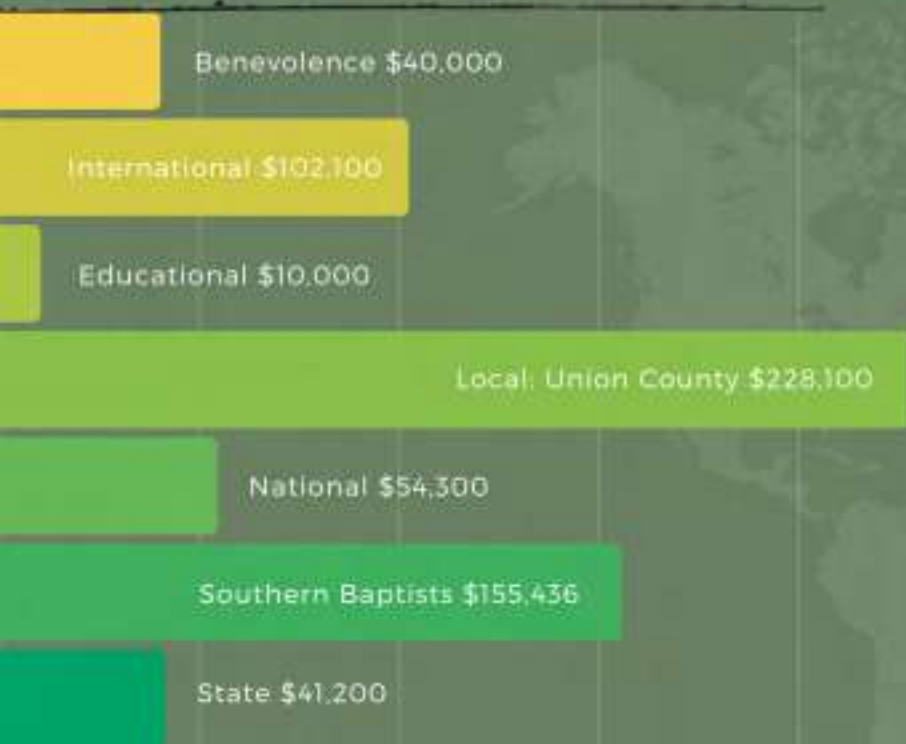 Benevolence $40,000
International $102,100
Educational $10,000
Local: Union County $228,100
National $54,300
Southern Baptists $155,436
State $41,200